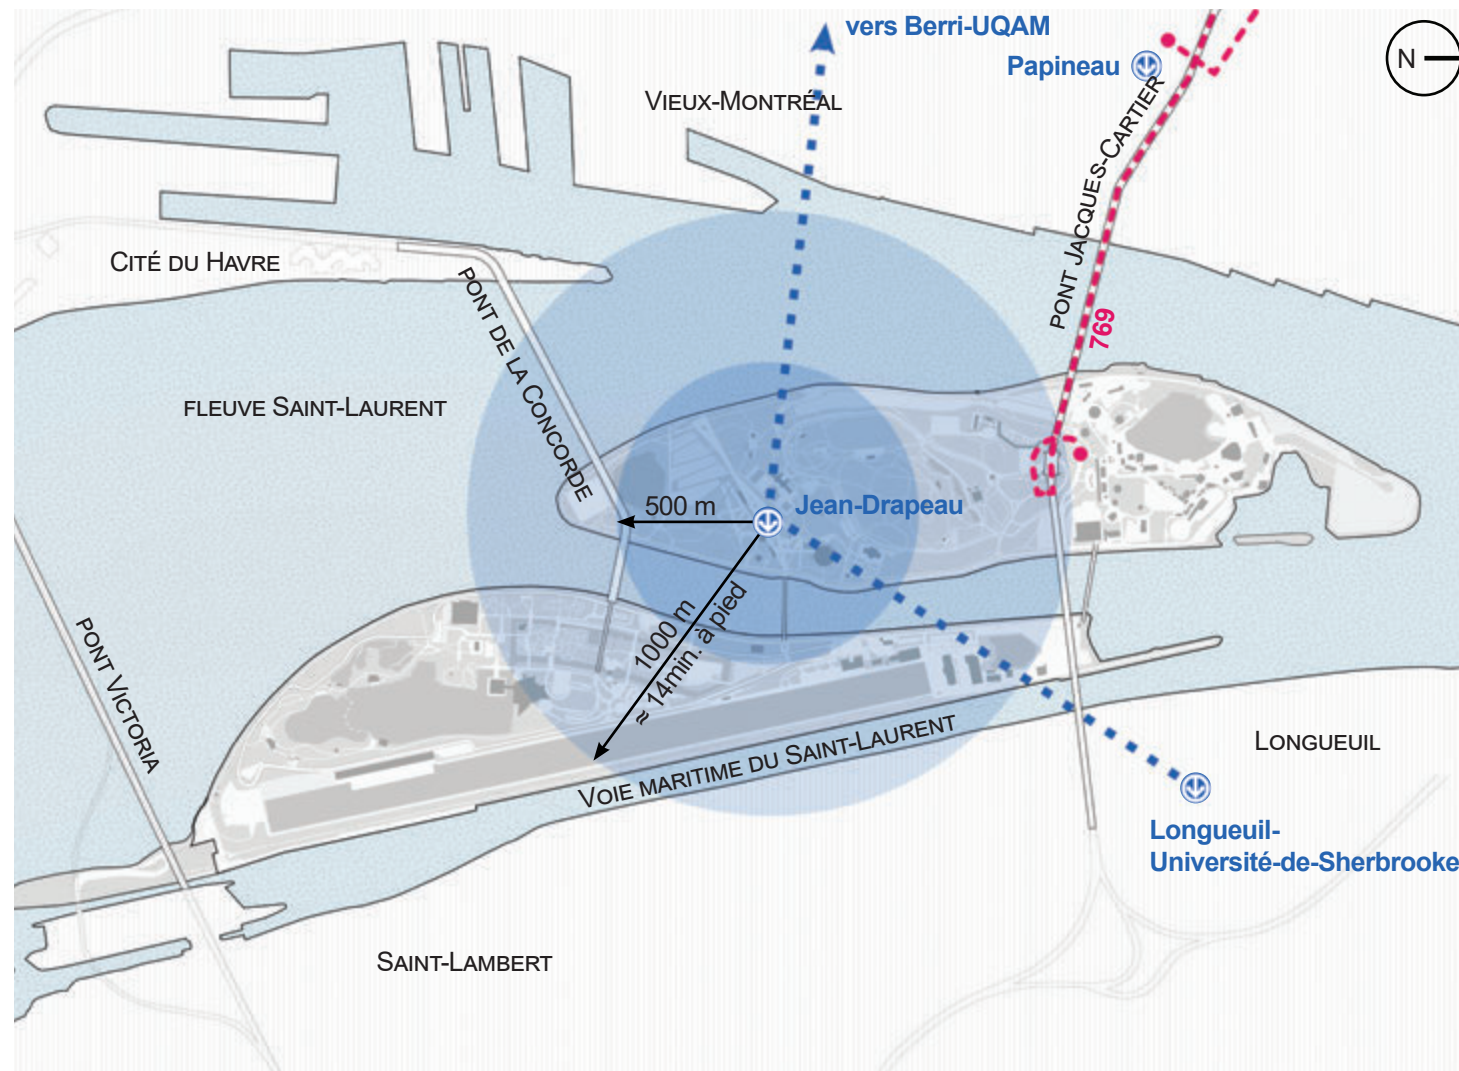 vers Berri-UQAM
Papineau
N
VIEUX-MONTRÉAL
PONT JACQUES-CARTIER
769
CITÉ DU HAVRE
PONT DE LA CONCORDE
FLEUVE SAINT-LAURENT
500 m
Jean-Drapeau
1000 m
≈ 14min. à pied
PONT VICTORIA
VOIE MARITIME DU SAINT-LAURENT
LONGUEUIL
Longueuil-
Université-de-Sherbrooke
SAINT-LAMBERT